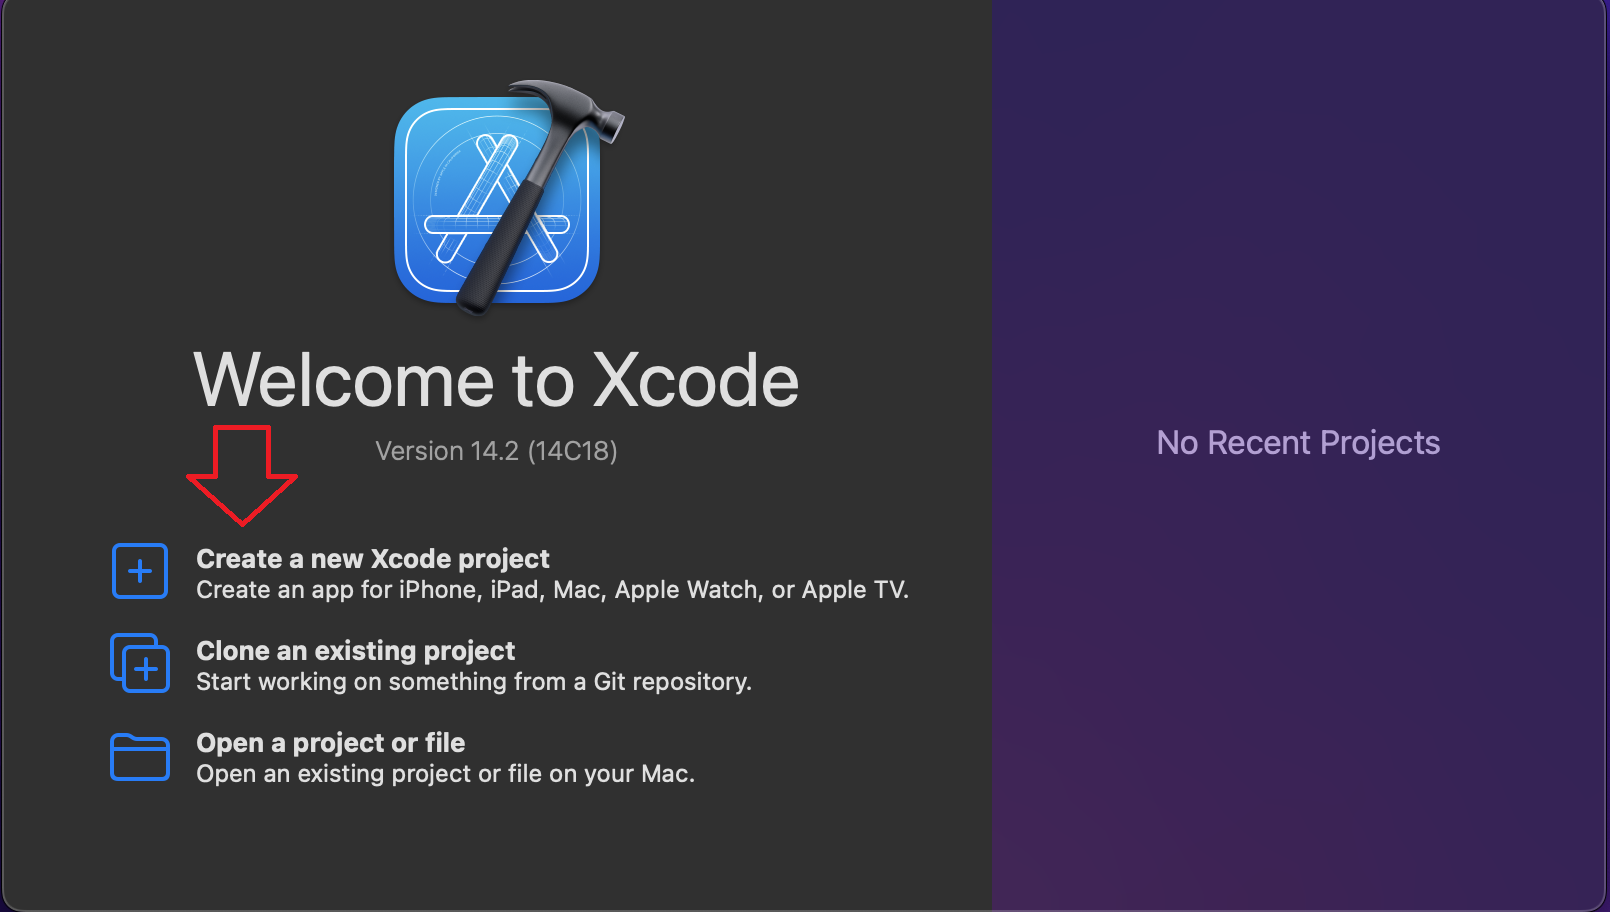 Welcome to Xcode
Version 14.2 (14C18)
Create a new Xcode project
Create an app for iPhone, iPad, Mac, Apple Watch, or Apple TV.
Clone an existing project
Start working on something from a Git repository.
Open a project or file
Open an existing project or file on your Mac.
No Recent Projects